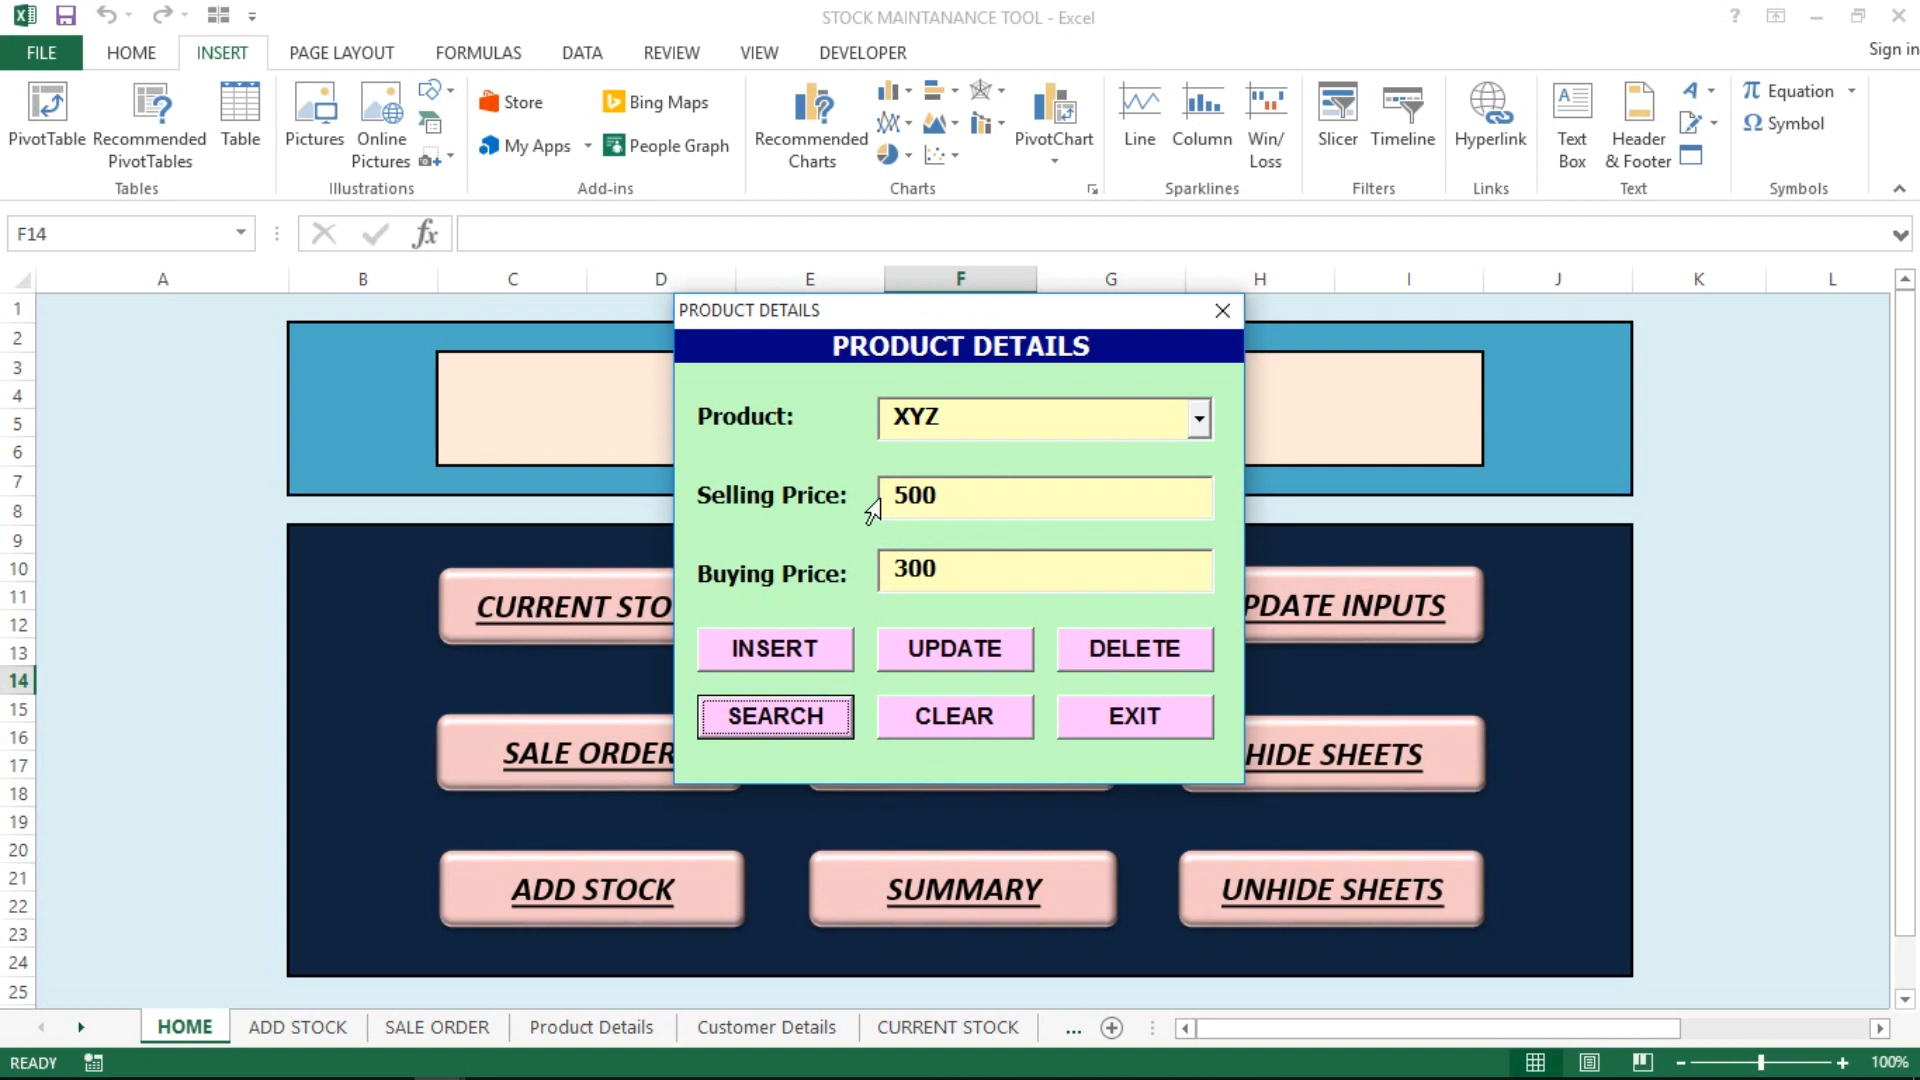 STOCK MAINTANANCE TOOL - Excel
?
FILE HOME INSERT PAGE LAYOUT FORMULAS DATA REVIEW VIEW DEVELOPER Sign in
PivotTable
Recommended
PivotTables
Table
Tables
Pictures
Online
Pictures
Illustrations
Store
My Apps
Bing Maps
People Graph
Add-ins
Recommended
Charts
PivotChart
Charts
Line
Column
Win/
Loss
Sparklines
Slicer
Timeline
Filters
Hyperlink
Links
Text
Box
Header
& Footer
Text
π Equation
Ω Symbol
Symbols
F14
fx
A B C D E F G H I J K L
1
2
3
4
5
6
7
8
9
10
11
12
13
14
15
16
17
18
19
20
21
22
23
24
25
PRODUCT DETAILS
PRODUCT DETAILS
Product: XYZ
Selling Price: 500
Buying Price: 300
INSERT UPDATE DELETE
SEARCH CLEAR EXIT
CURRENT STO
PDATE INPUTS
SALE ORDER
HIDE SHEETS
ADD STOCK SUMMARY UNHIDE SHEETS
HOME ADD STOCK SALE ORDER Product Details Customer Details CURRENT STOCK ...
READY
100%